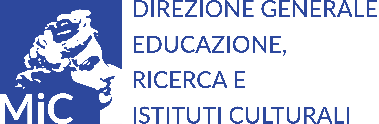 DIREZIONE GENERALE
EDUCAZIONE,
RICERCA E
ISTITUTI CULTURALI
MiC